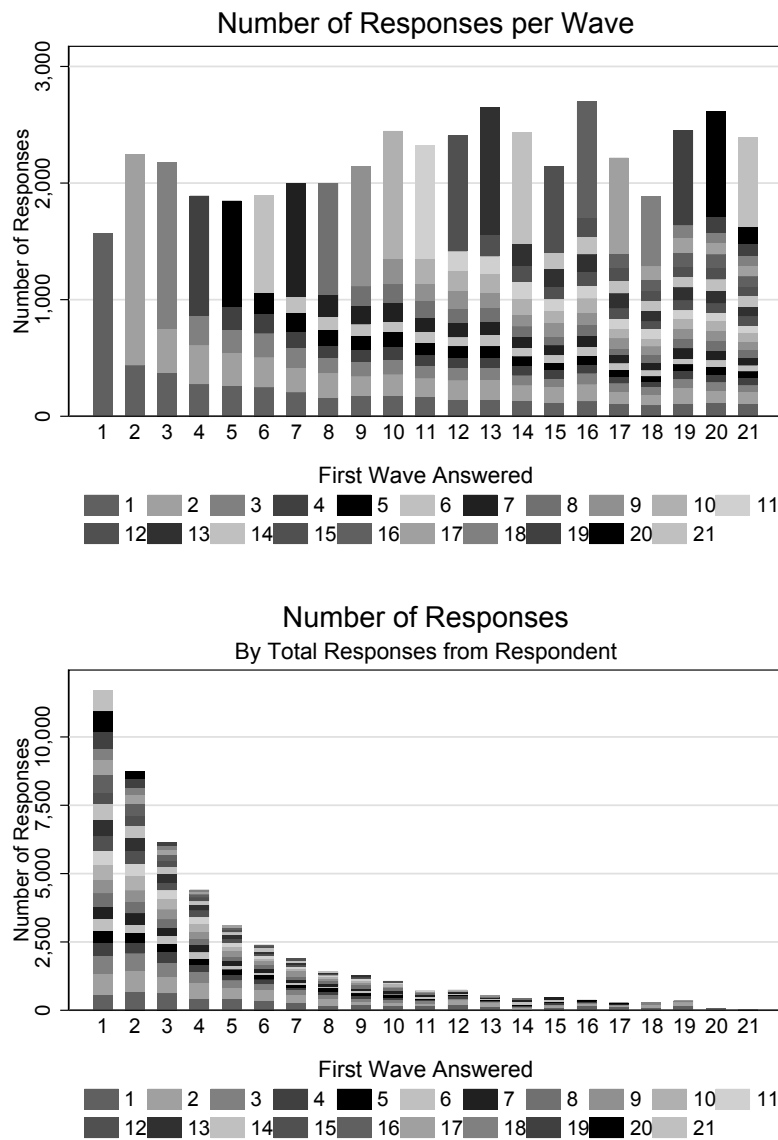 Number of Responses per Wave
Number of Responses
3,000
2,000
1,000
0
1 2 3 4 5 6 7 8 9 10 11 12 13 14 15 16 17 18 19 20 21
First Wave Answered
1 2 3 4 5 6 7 8 9 10 11
12 13 14 15 16 17 18 19 20 21
Number of Responses
By Total Responses from Respondent
Number of Responses
10,000
7,500
5,000
2,500
0
1 2 3 4 5 6 7 8 9 10 11 12 13 14 15 16 17 18 19 20 21
First Wave Answered
1 2 3 4 5 6 7 8 9 10 11
12 13 14 15 16 17 18 19 20 21